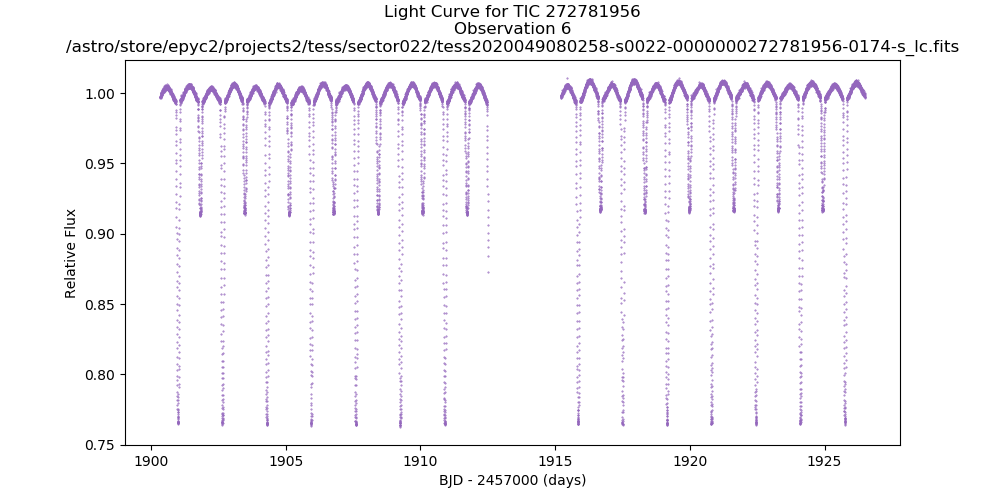 Light Curve for TIC 272781956
Observation 6
/astro/store/epyc2/projects2/tess/sector022/tess2020049080258-s0022-0000000272781956-0174-s_lc.fits
1.00
0.95
0.90
0.85
0.80
0.75
Relative Flux
1900
1905
1910
1915
1920
1925
BJD - 2457000 (days)